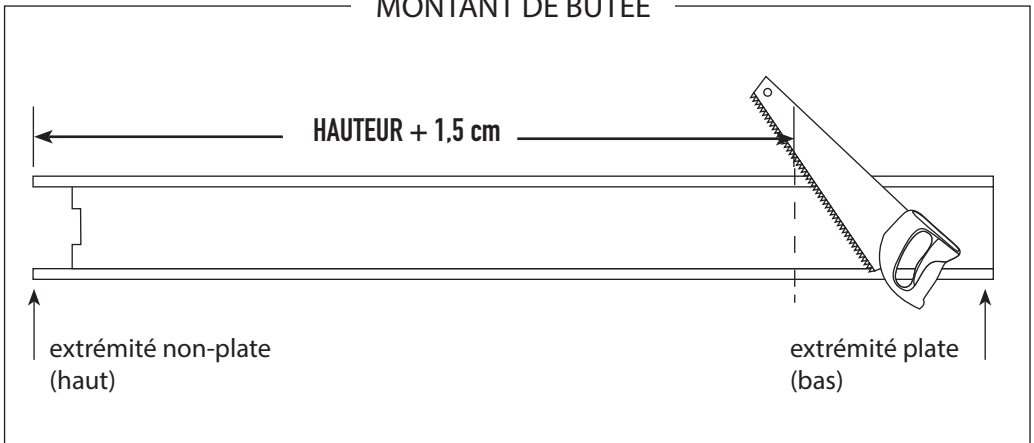 MONTANT DE BUTÉE
HAUTEUR + 1,5 cm
extrémité non-plate
(haut)
extrémité plate
(bas)